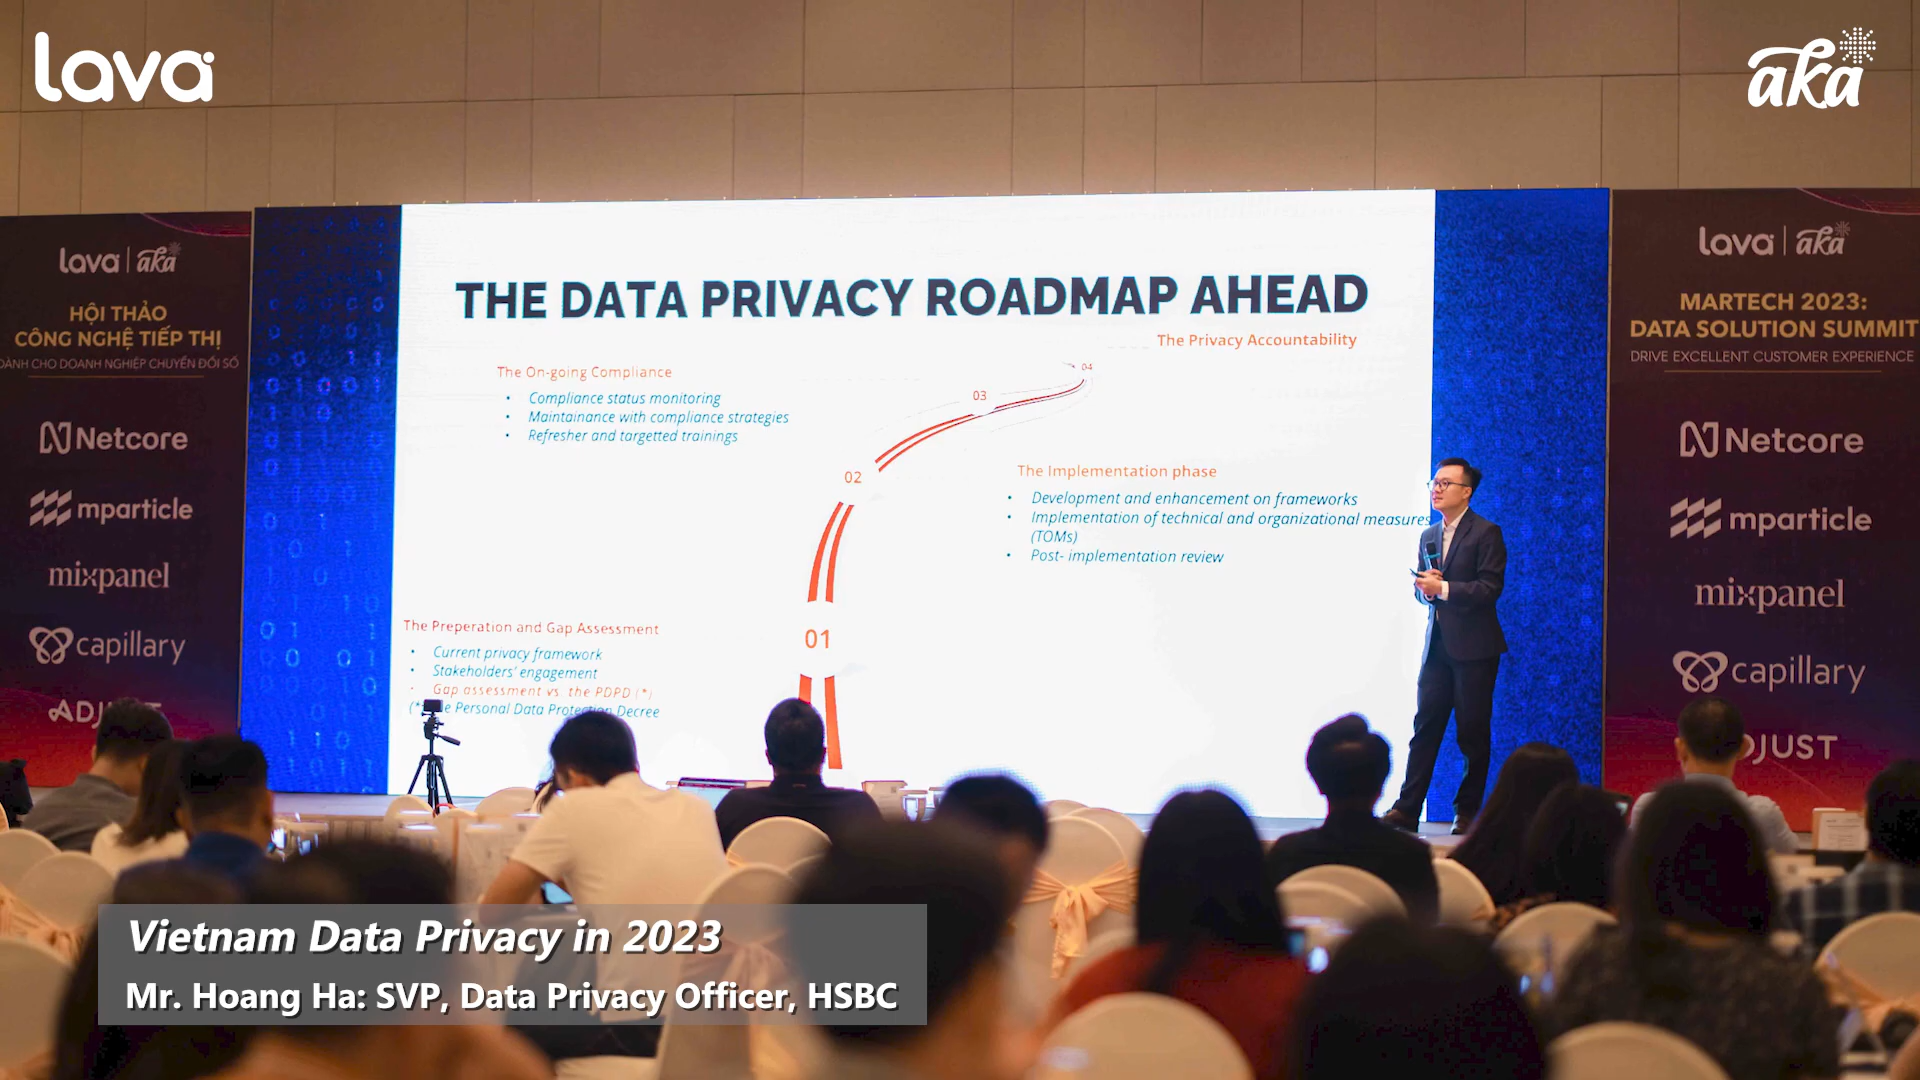 lava
aka
lava | aka
HỘI THẢO
CÔNG NGHỆ TIẾP THỊ
DÀNH CHO DOANH NGHIỆP CHUYỂN ĐỔI SỐ
Netcore
mparticle
mixpanel
capillary
ADJUST
THE DATA PRIVACY ROADMAP AHEAD
The Privacy Accountability
04
The On-going Compliance
• Compliance status monitoring
• Maintainance with compliance strategies
• Refresher and targetted trainings
03
02
The Implementation phase
• Development and enhancement on frameworks
• Implementation of technical and organizational measures
(TOMs)
• Post- implementation review
01
The Preperation and Gap Assessment
• Current privacy framework
• Stakeholders' engagement
• Gap assessment vs. the PDPD (*)
Personal Data Protection Decree
lava | aka
MARTECH 2023:
DATA SOLUTION SUMMIT
DRIVE EXCELLENT CUSTOMER EXPERIENCE
Netcore
mparticle
mixpanel
capillary
ADJUST
Vietnam Data Privacy in 2023
Mr. Hoang Ha: SVP, Data Privacy Officer, HSBC